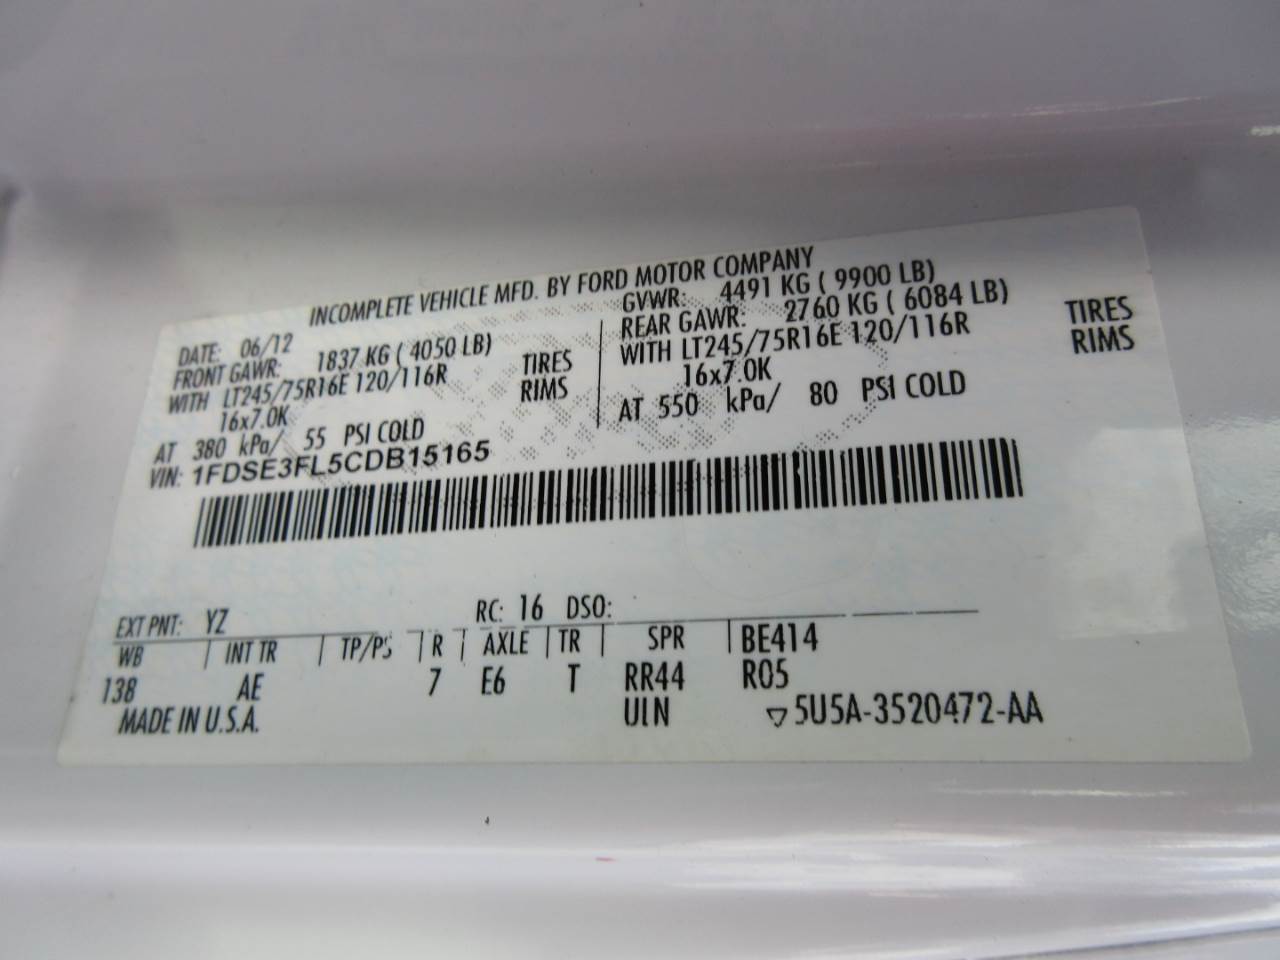 INCOMPLETE VEHICLE MFD. BY FORD MOTOR COMPANY
DATE: 06/12
FRONT GAWR: 1837 KG ( 4050 LB)
WITH LT245/75R16E 120/116R TIRES
16x7.0K RIMS
AT 380 kPa/ 55 PSI COLD
VIN: 1FDSE3FL5CDB15165
GVWR: 4491 KG ( 9900 LB)
REAR GAWR: 2760 KG ( 6084 LB)
WITH LT245/75R16E 120/116R TIRES
16x7.0K RIMS
AT 550 kPa/ 80 PSI COLD
EXT PNT: YZ RC: 16 DSO:
WB INT TR TP/PS R AXLE TR SPR BE414
138 AE 7 E6 T RR44 R05
MADE IN U.S.A. ULN ▽5U5A-3520472-AA